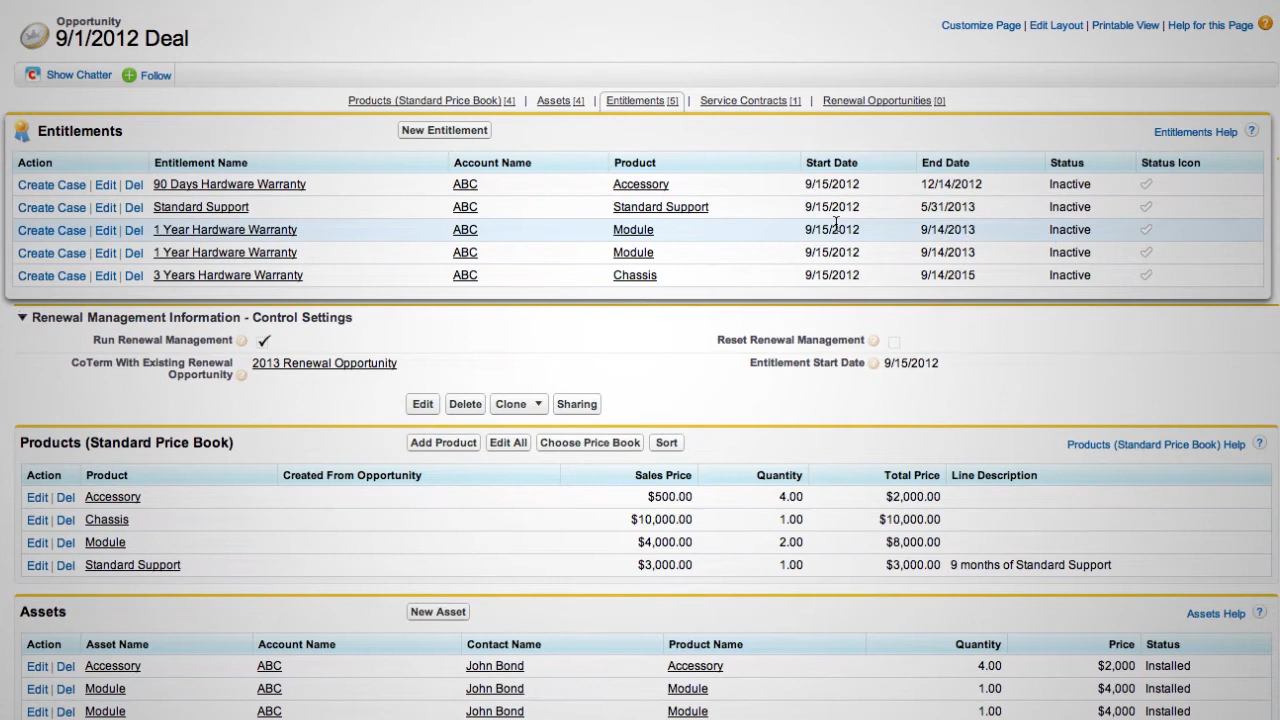 Opportunity
9/1/2012 Deal
Customize Page | Edit Layout | Printable View | Help for this Page ?
Show Chatter Follow
Products (Standard Price Book) [4] | Assets [4] | Entitlements [5] | Service Contracts [1] | Renewal Opportunities [0]
Entitlements New Entitlement Entitlements Help ?
Action Entitlement Name Account Name Product Start Date End Date Status Status Icon
Create Case | Edit | Del 90 Days Hardware Warranty ABC Accessory 9/15/2012 12/14/2012 Inactive
Create Case | Edit | Del Standard Support ABC Standard Support 9/15/2012 5/31/2013 Inactive
Create Case | Edit | Del 1 Year Hardware Warranty ABC Module 9/15/2012 9/14/2013 Inactive
Create Case | Edit | Del 1 Year Hardware Warranty ABC Module 9/15/2012 9/14/2013 Inactive
Create Case | Edit | Del 3 Years Hardware Warranty ABC Chassis 9/15/2012 9/14/2015 Inactive
Renewal Management Information - Control Settings
Run Renewal Management Reset Renewal Management
CoTerm With Existing Renewal Opportunity 2013 Renewal Opportunity Entitlement Start Date 9/15/2012
Edit Delete Clone Sharing
Products (Standard Price Book) Add Product Edit All Choose Price Book Sort Products (Standard Price Book) Help ?
Action Product Created From Opportunity Sales Price Quantity Total Price Line Description
Edit | Del Accessory $500.00 4.00 $2,000.00
Edit | Del Chassis $10,000.00 1.00 $10,000.00
Edit | Del Module $4,000.00 2.00 $8,000.00
Edit | Del Standard Support $3,000.00 1.00 $3,000.00 9 months of Standard Support
Assets New Asset Assets Help ?
Action Asset Name Account Name Contact Name Product Name Quantity Price Status
Edit | Del Accessory ABC John Bond Accessory 4.00 $2,000 Installed
Edit | Del Module ABC John Bond Module 1.00 $4,000 Installed
Edit | Del Module ABC John Bond Module 1.00 $4,000 Installed